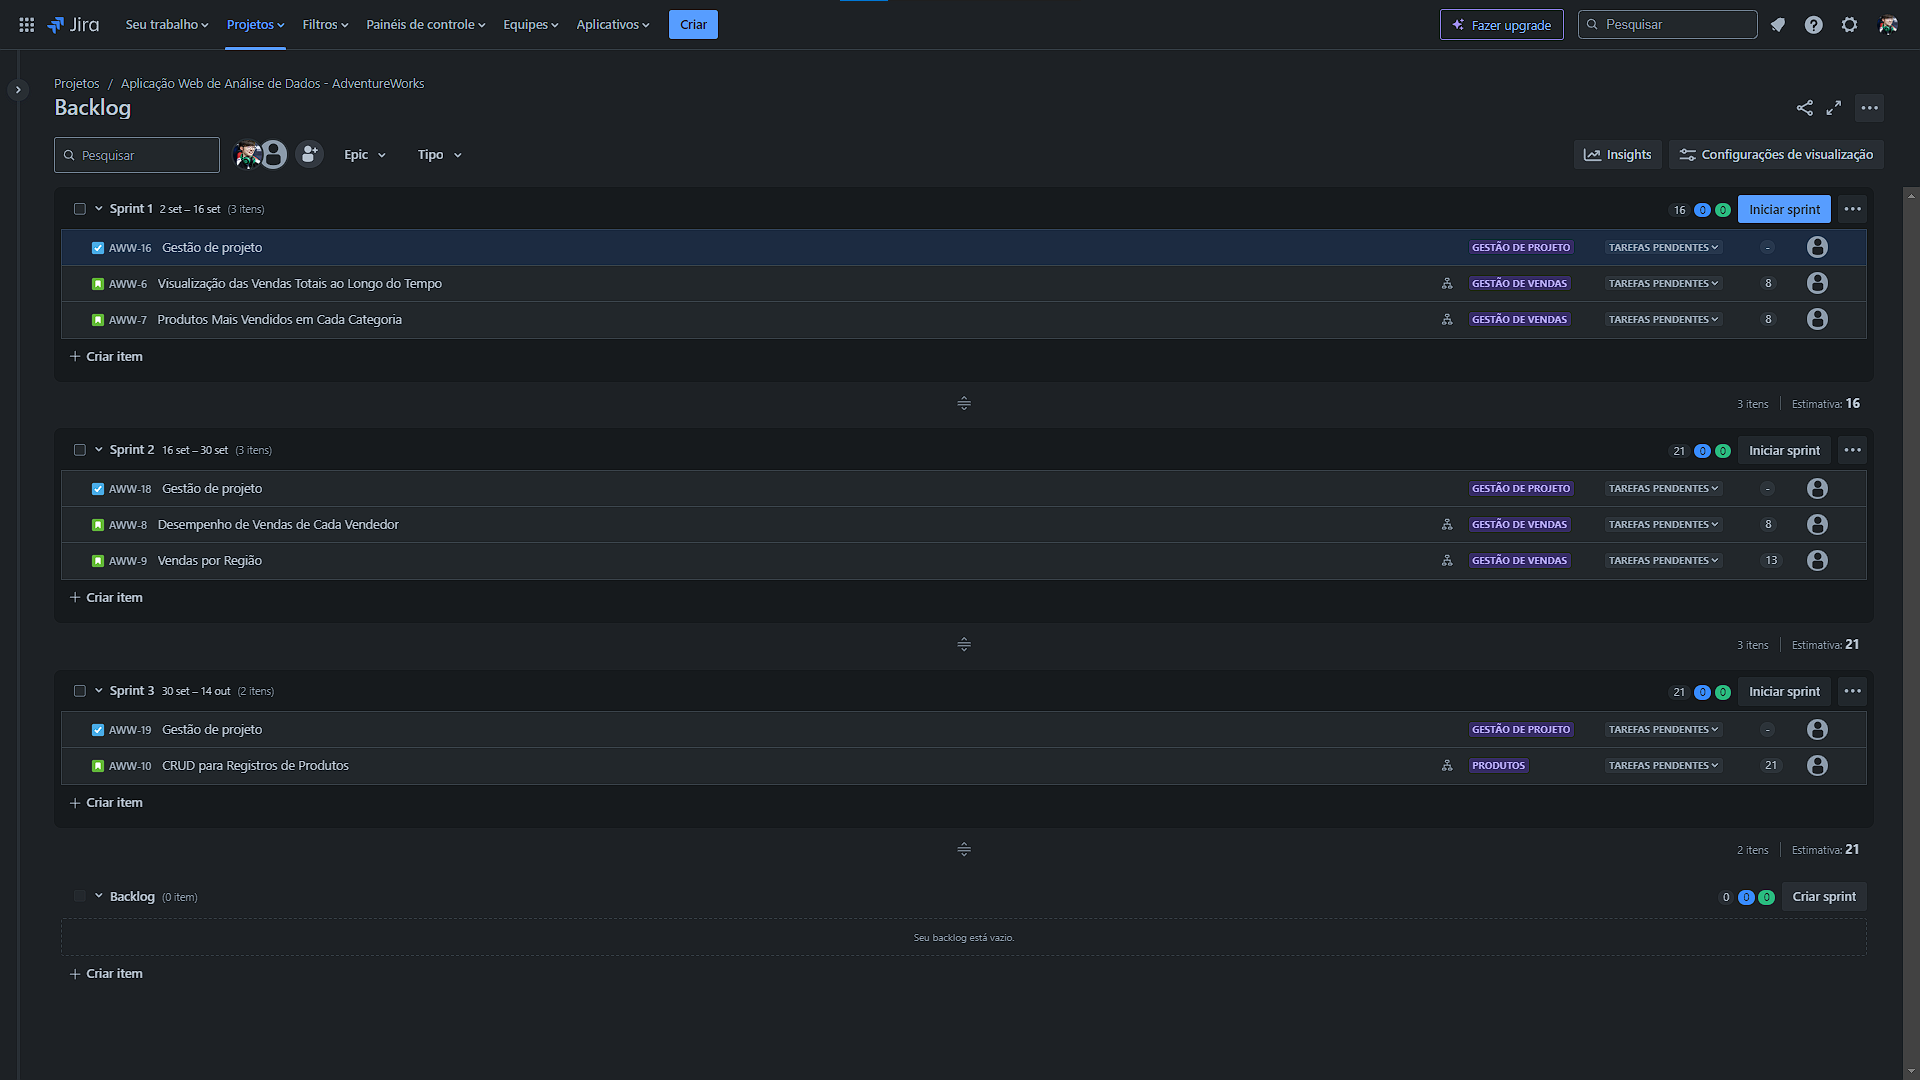 Jira Seu trabalho Projetos Filtros Painéis de controle Equipes Aplicativos Criar Fazer upgrade Pesquisar
Projetos / Aplicação Web de Análise de Dados - AdventureWorks
Backlog
Pesquisar Epic Tipo Insights Configurações de visualização
Sprint 1 2 set – 16 set (3 itens) 16 0 0 Iniciar sprint
AWW-16 Gestão de projeto GESTÃO DE PROJETO TAREFAS PENDENTES -
AWW-6 Visualização das Vendas Totais ao Longo do Tempo GESTÃO DE VENDAS TAREFAS PENDENTES 8
AWW-7 Produtos Mais Vendidos em Cada Categoria GESTÃO DE VENDAS TAREFAS PENDENTES 8
+ Criar item
3 itens Estimativa: 16
Sprint 2 16 set – 30 set (3 itens) 21 0 0 Iniciar sprint
AWW-18 Gestão de projeto GESTÃO DE PROJETO TAREFAS PENDENTES -
AWW-8 Desempenho de Vendas de Cada Vendedor GESTÃO DE VENDAS TAREFAS PENDENTES 8
AWW-9 Vendas por Região GESTÃO DE VENDAS TAREFAS PENDENTES 13
+ Criar item
3 itens Estimativa: 21
Sprint 3 30 set – 14 out (2 itens) 21 0 0 Iniciar sprint
AWW-19 Gestão de projeto GESTÃO DE PROJETO TAREFAS PENDENTES -
AWW-10 CRUD para Registros de Produtos PRODUTOS TAREFAS PENDENTES 21
+ Criar item
2 itens Estimativa: 21
Backlog (0 item) 0 0 0 Criar sprint
Seu backlog está vazio.
+ Criar item